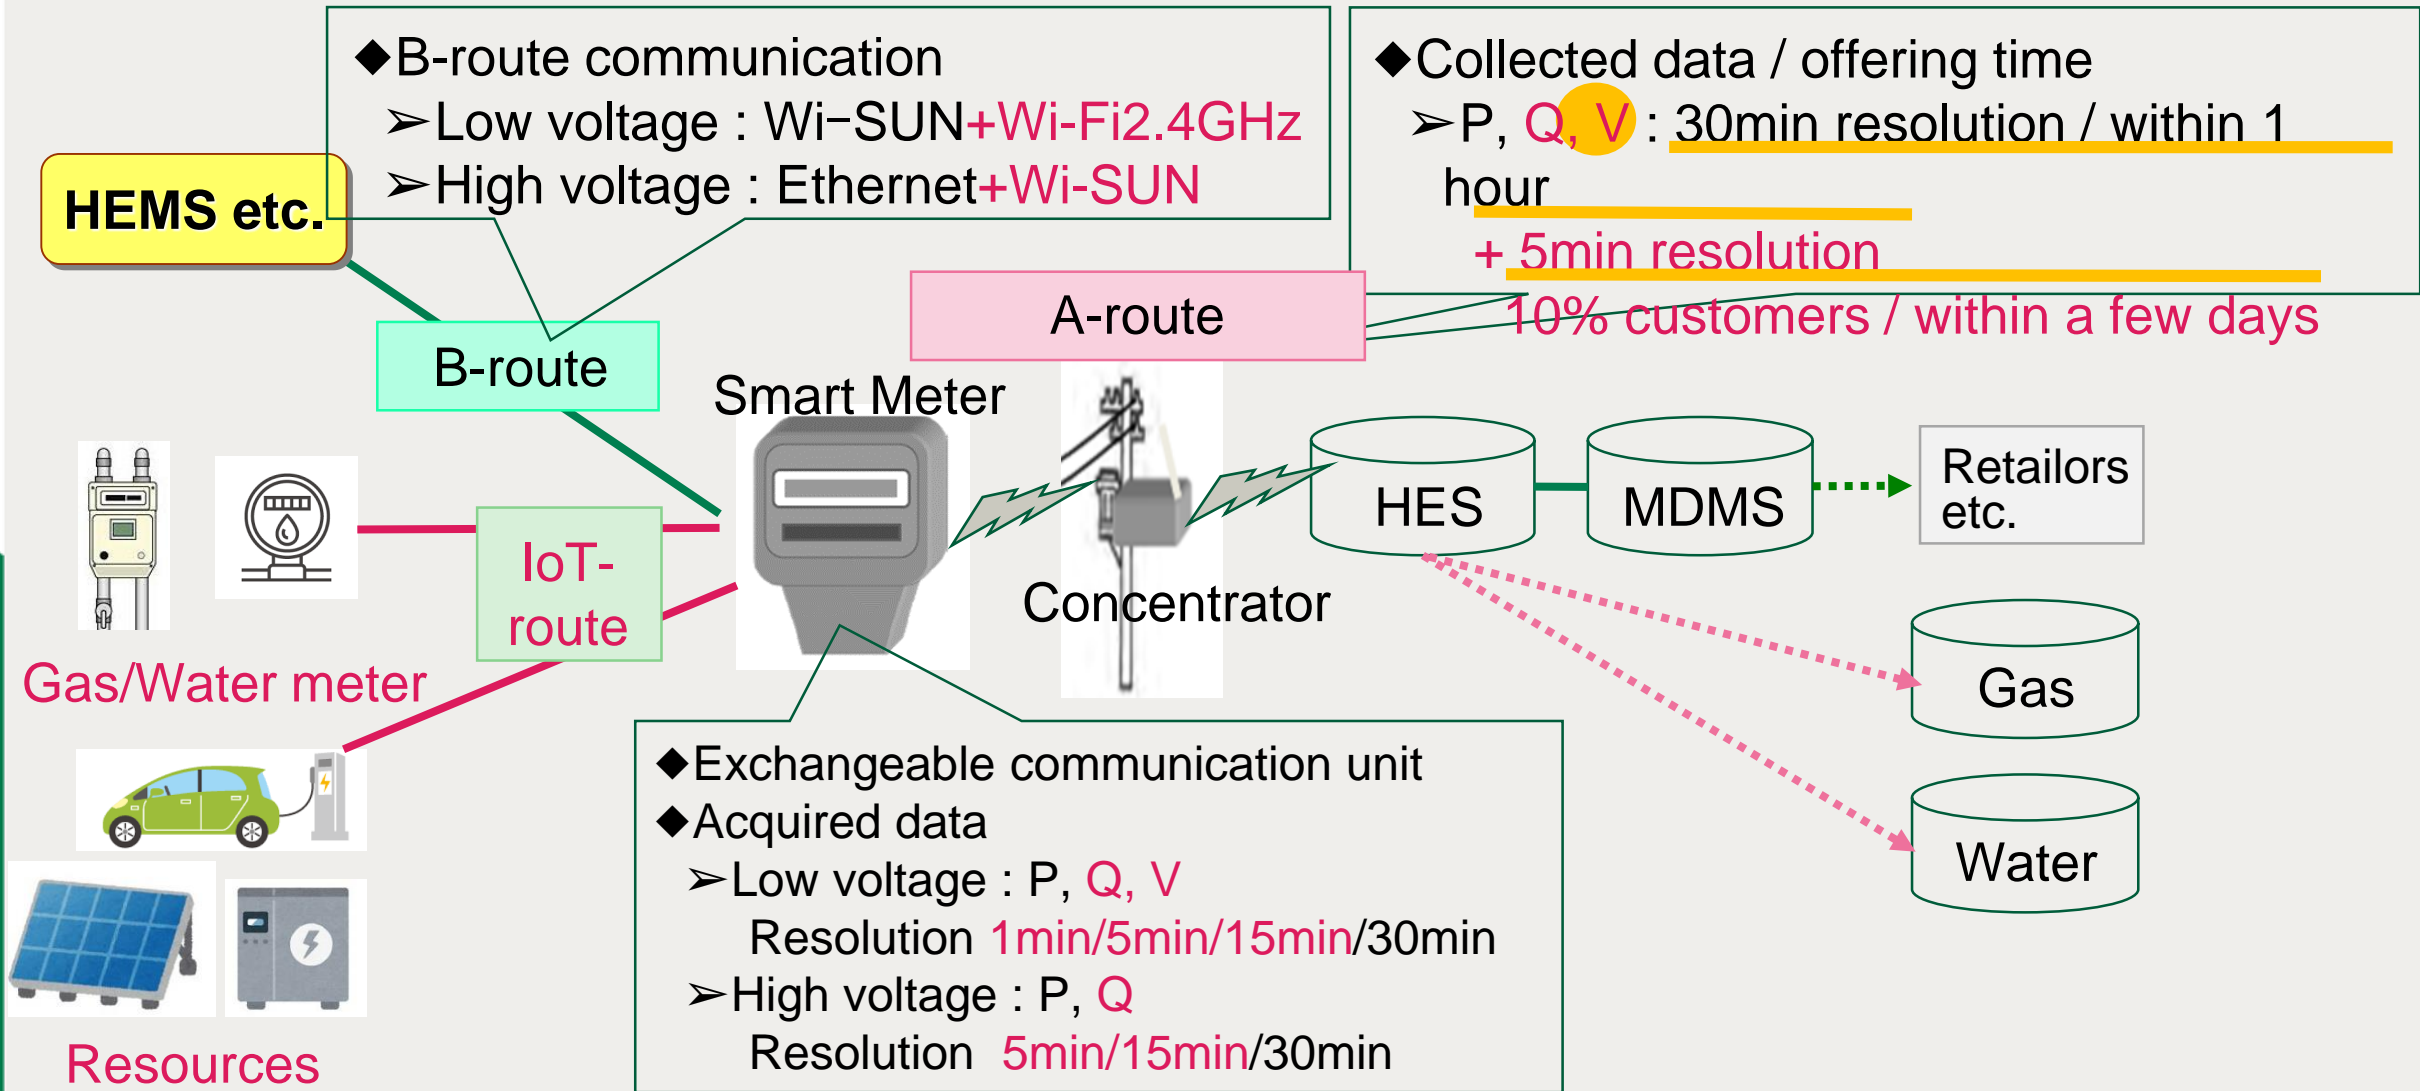 ◆B-route communication
➢Low voltage : Wi−SUN+Wi-Fi2.4GHz
➢High voltage : Ethernet+Wi-SUN
◆Collected data / offering time
➢P, Q, V : 30min resolution / within 1
hour
+ 5min resolution
10% customers / within a few days
HEMS etc.
A-route
B-route
Smart Meter
HES
MDMS
Retailors
etc.
IoT-
route
Concentrator
Gas/Water meter
Gas
Water
◆Exchangeable communication unit
◆Acquired data
➢Low voltage : P, Q, V
Resolution 1min/5min/15min/30min
➢High voltage : P, Q
Resolution 5min/15min/30min
Resources